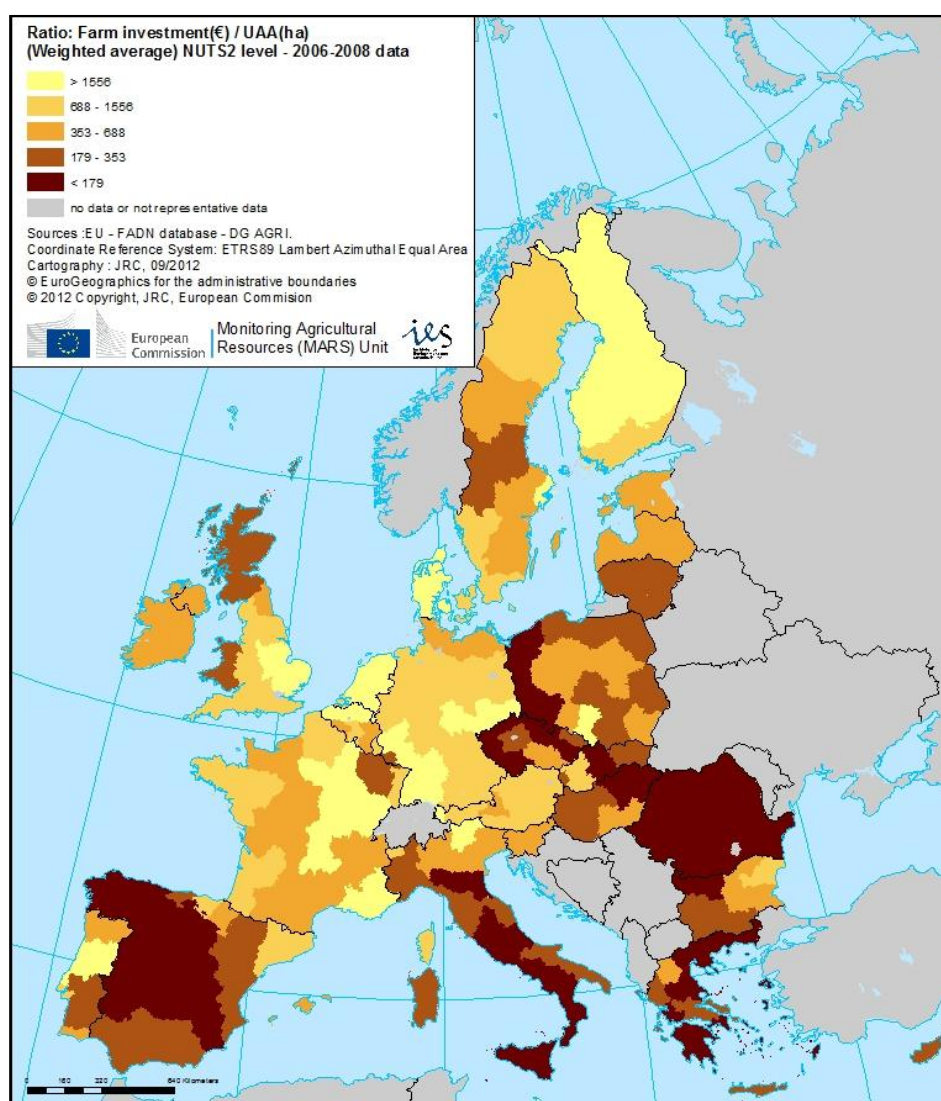 Ratio: Farm investment(€) / UAA(ha)
(Weighted average) NUTS2 level - 2006-2008 data
> 1556
688 - 1556
353 - 688
179 - 353
< 179
no data or not representative data
Sources :EU - FADN database - DG AGRI.
Coordinate Reference System: ETRS89 Lambert Azimuthal Equal Area
Cartography : JRC, 09/2012
© EuroGeographics for the administrative boundaries
© 2012 Copyright, JRC, European Commision
European
Commission
Monitoring Agricultural
Resources (MARS) Unit
ies
0 160 320 640 Kilometers